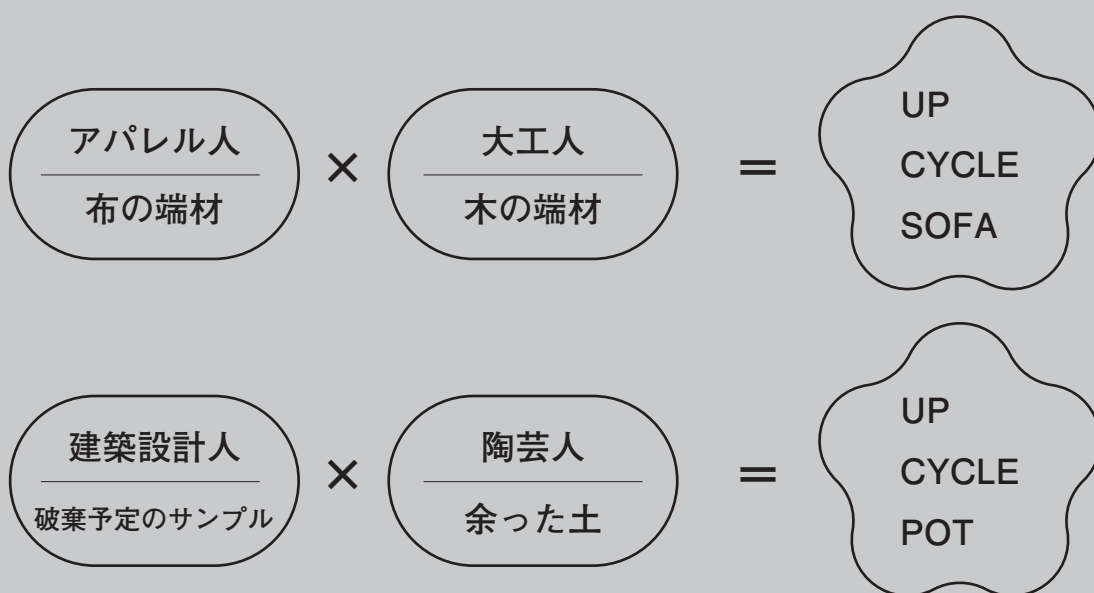 アパレル人
布の端材
×
大工人
木の端材
=
UP
CYCLE
SOFA
建築設計人
破棄予定のサンプル
×
陶芸人
余った土
=
UP
CYCLE
POT